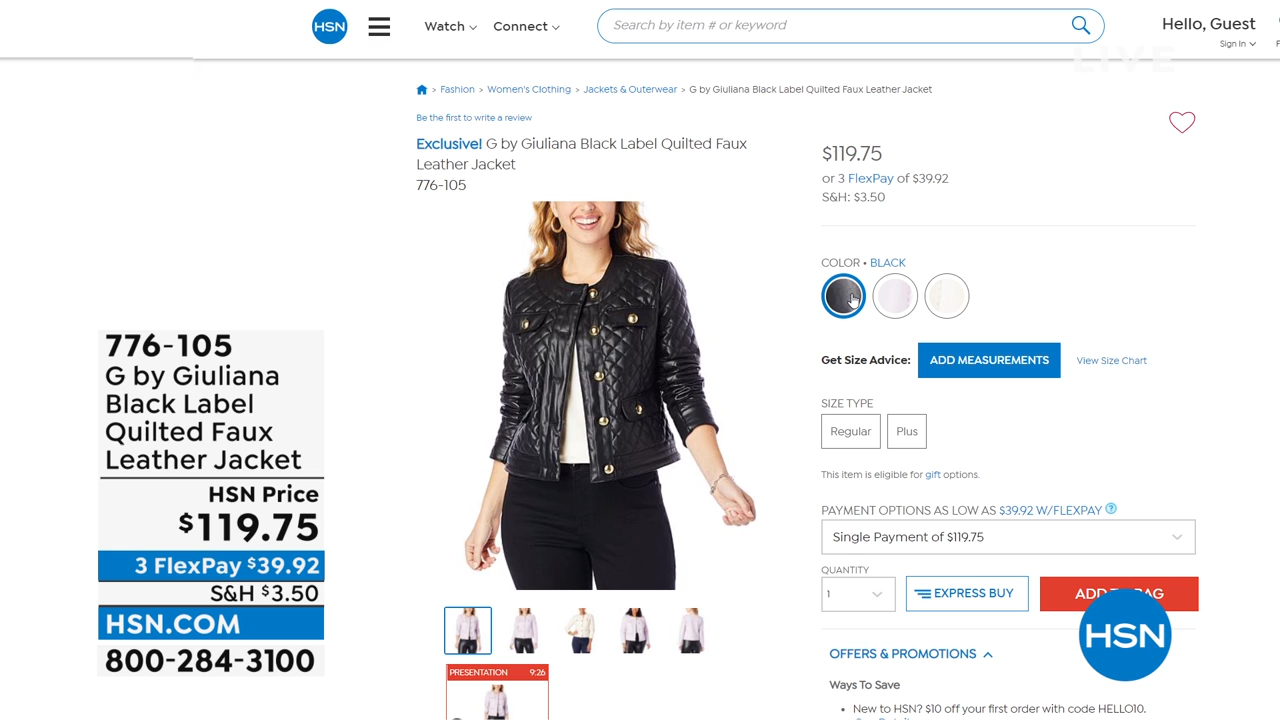 HSN
Watch
Connect
Search by item # or keyword
Hello, Guest
Sign In
LIVE
> Fashion > Women's Clothing > Jackets & Outerwear > G by Giuliana Black Label Quilted Faux Leather Jacket
Be the first to write a review
Exclusive! G by Giuliana Black Label Quilted Faux
Leather Jacket
776-105
$119.75
or 3 FlexPay of $39.92
S&H: $3.50
COLOR • BLACK
Get Size Advice:
ADD MEASUREMENTS
View Size Chart
SIZE TYPE
Regular
Plus
This item is eligible for gift options.
PAYMENT OPTIONS AS LOW AS $39.92 W/FLEXPAY ?
Single Payment of $119.75
QUANTITY
1
EXPRESS BUY
ADD BAG
HSN
OFFERS & PROMOTIONS
Ways To Save
• New to HSN? $10 off your first order with code HELLO10.
776-105
G by Giuliana
Black Label
Quilted Faux
Leather Jacket
HSN Price
$119.75
3 FlexPay $39.92
S&H $3.50
HSN.COM
800-284-3100
PRESENTATION 9:26